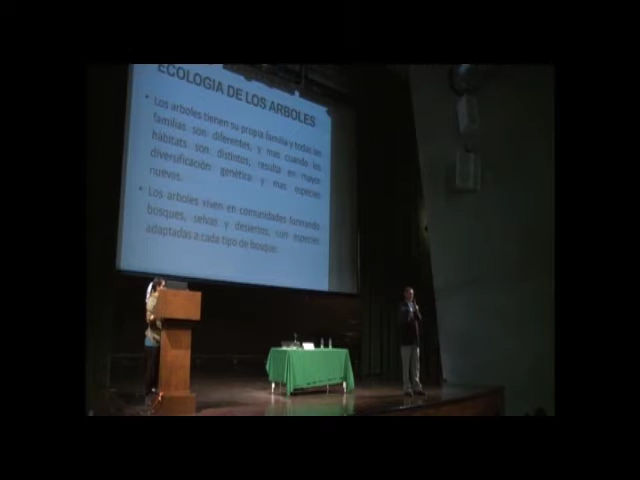 ECOLOGIA DE LOS ARBOLES
• Los arboles tienen su propia familia y todas las
familias son diferentes, y mas cuando los
hábitats son distintos, resulta en mayor
diversificación genética y mas especies
nuevas.
• Los arboles viven en comunidades formando
bosques, selvas y desiertos, con especies
adaptadas a cada tipo de bosque.